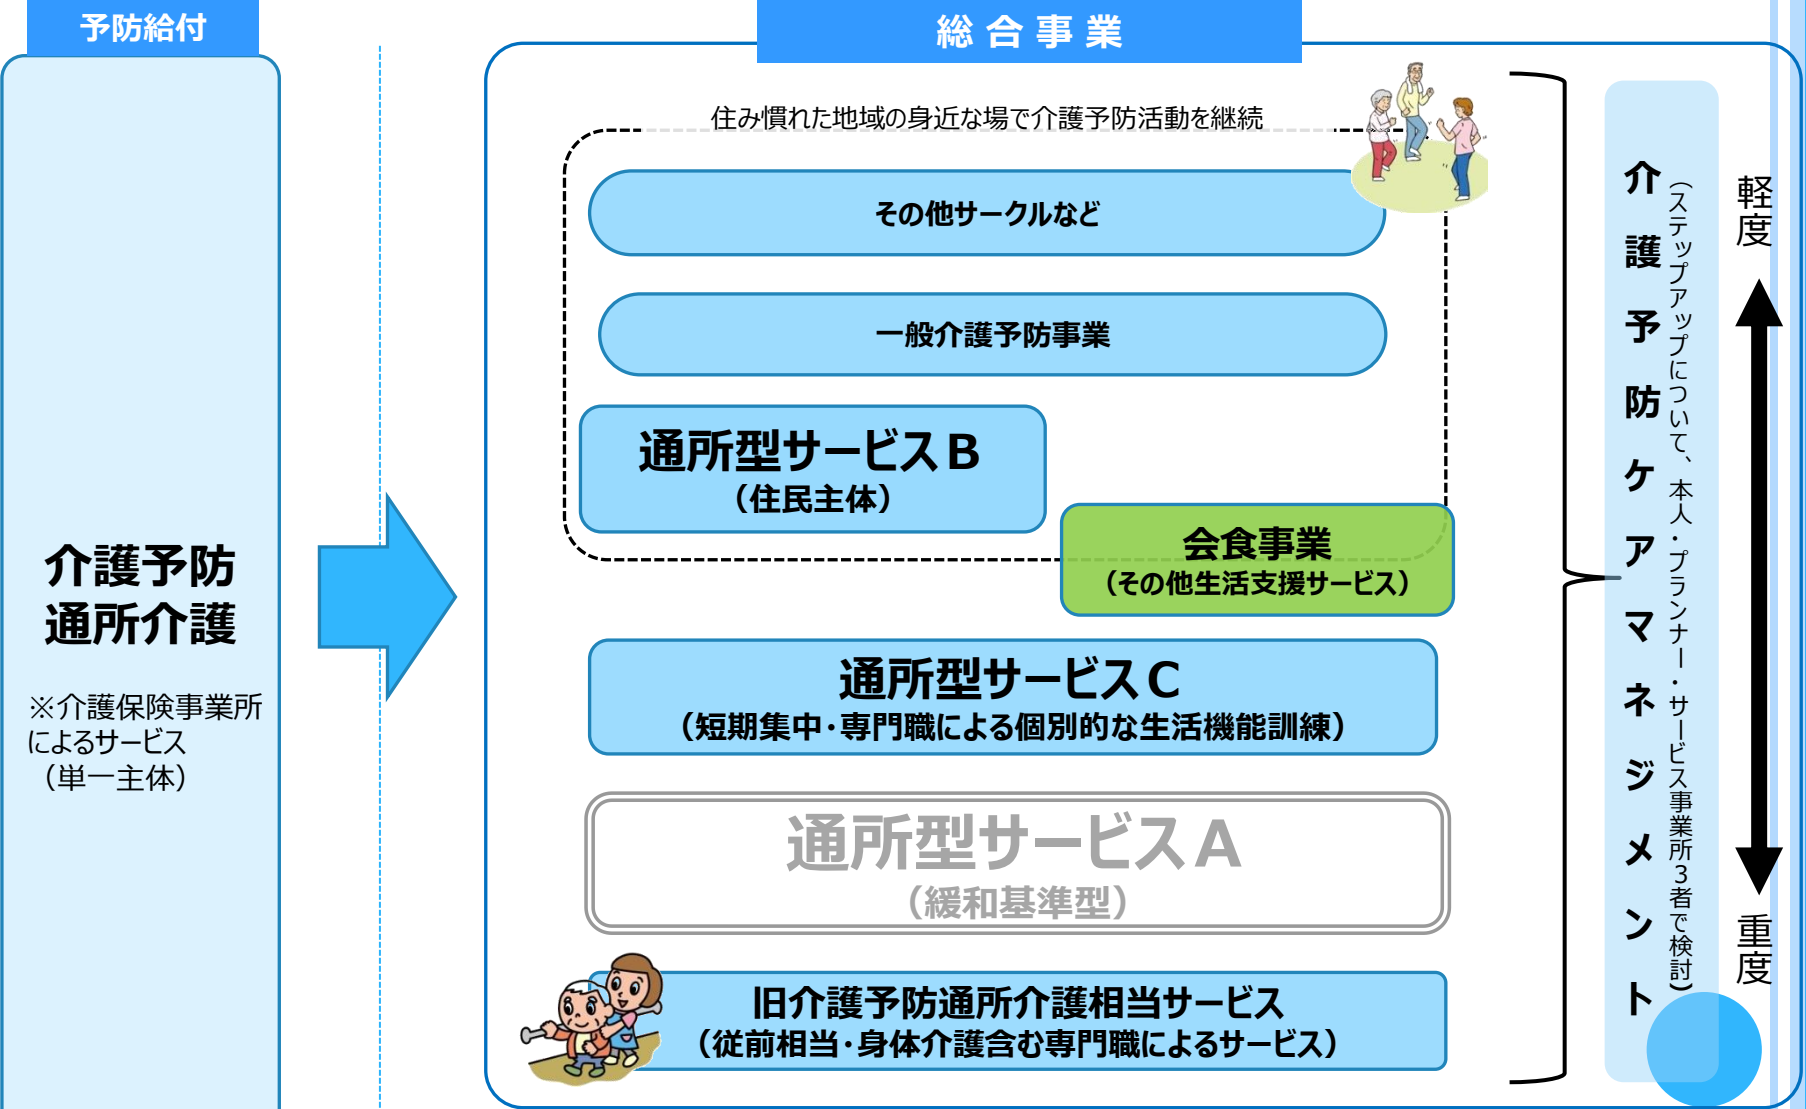 予防給付
介護予防
通所介護
※介護保険事業所
によるサービス
（単一主体）
総合事業
住み慣れた地域の身近な場で介護予防活動を継続
その他サークルなど
一般介護予防事業
通所型サービスＢ
（住民主体）
会食事業
（その他生活支援サービス）
通所型サービスＣ
（短期集中・専門職による個別的な生活機能訓練）
通所型サービスＡ
（緩和基準型）
旧介護予防通所介護相当サービス
（従前相当・身体介護含む専門職によるサービス）
介護予防ケアマネジメント
（ステップアップについて、本人・プランナー・サービス事業所３者で検討）
軽度
重度